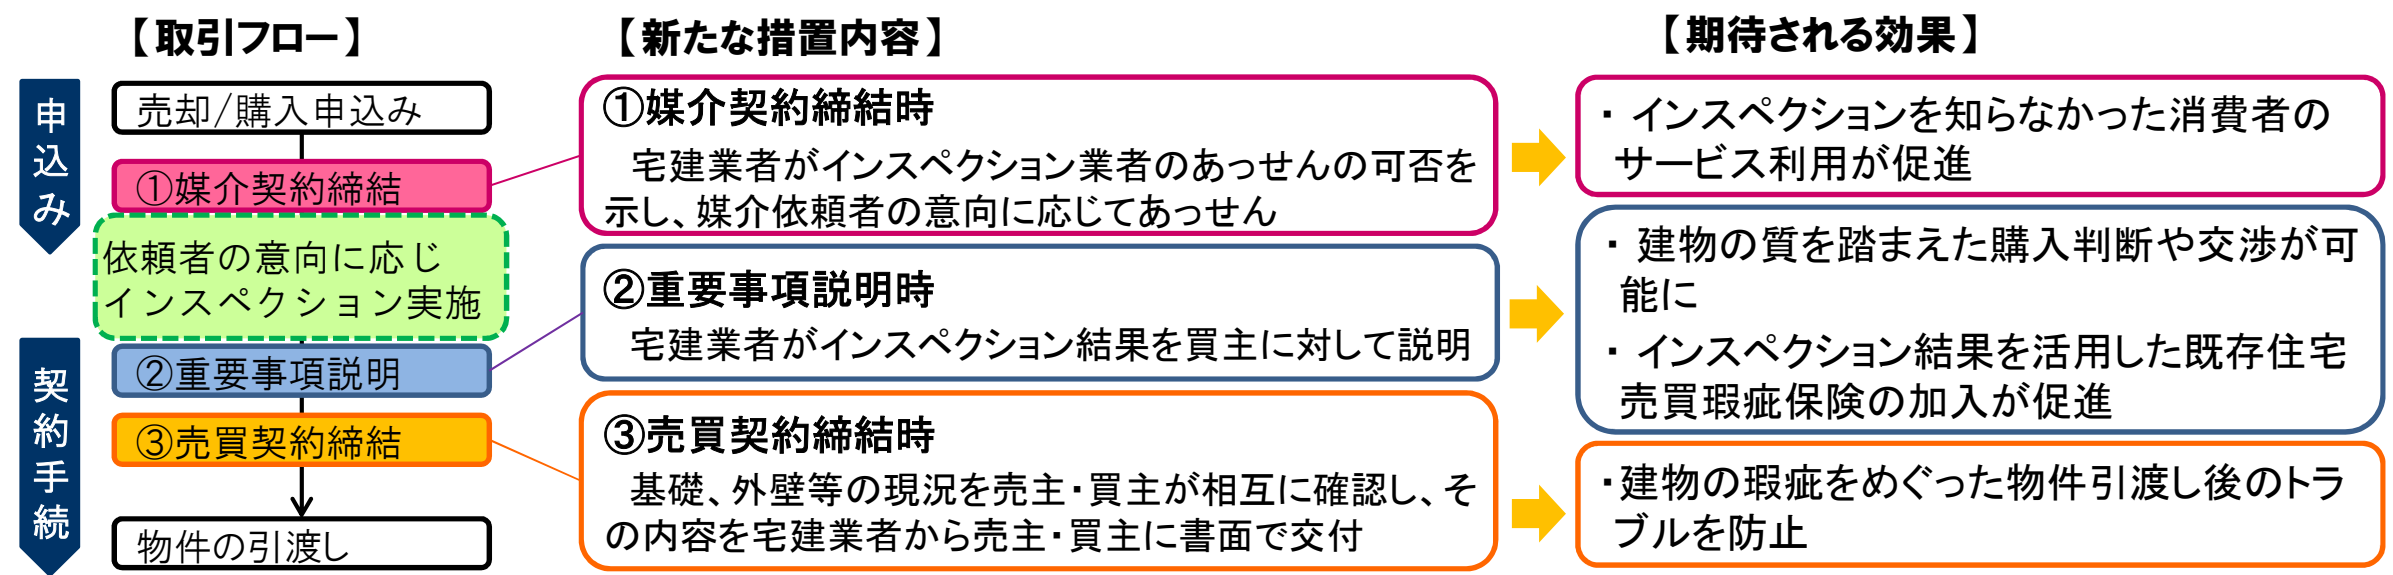 【取引フロー】
申込み
売却/購入申込み
①媒介契約締結
依頼者の意向に応じ
インスペクション実施
契約手続
②重要事項説明
③売買契約締結
物件の引渡し
【新たな措置内容】
①媒介契約締結時
宅建業者がインスペクション業者のあっせんの可否を
示し、媒介依頼者の意向に応じてあっせん
②重要事項説明時
宅建業者がインスペクション結果を買主に対して説明
③売買契約締結時
基礎、外壁等の現況を売主・買主が相互に確認し、そ
の内容を宅建業者から売主・買主に書面で交付
【期待される効果】
・インスペクションを知らなかった消費者の
サービス利用が促進
・建物の質を踏まえた購入判断や交渉が可
能に
・インスペクション結果を活用した既存住宅
売買瑕疵保険の加入が促進
・建物の瑕疵をめぐった物件引渡し後のトラ
ブルを防止